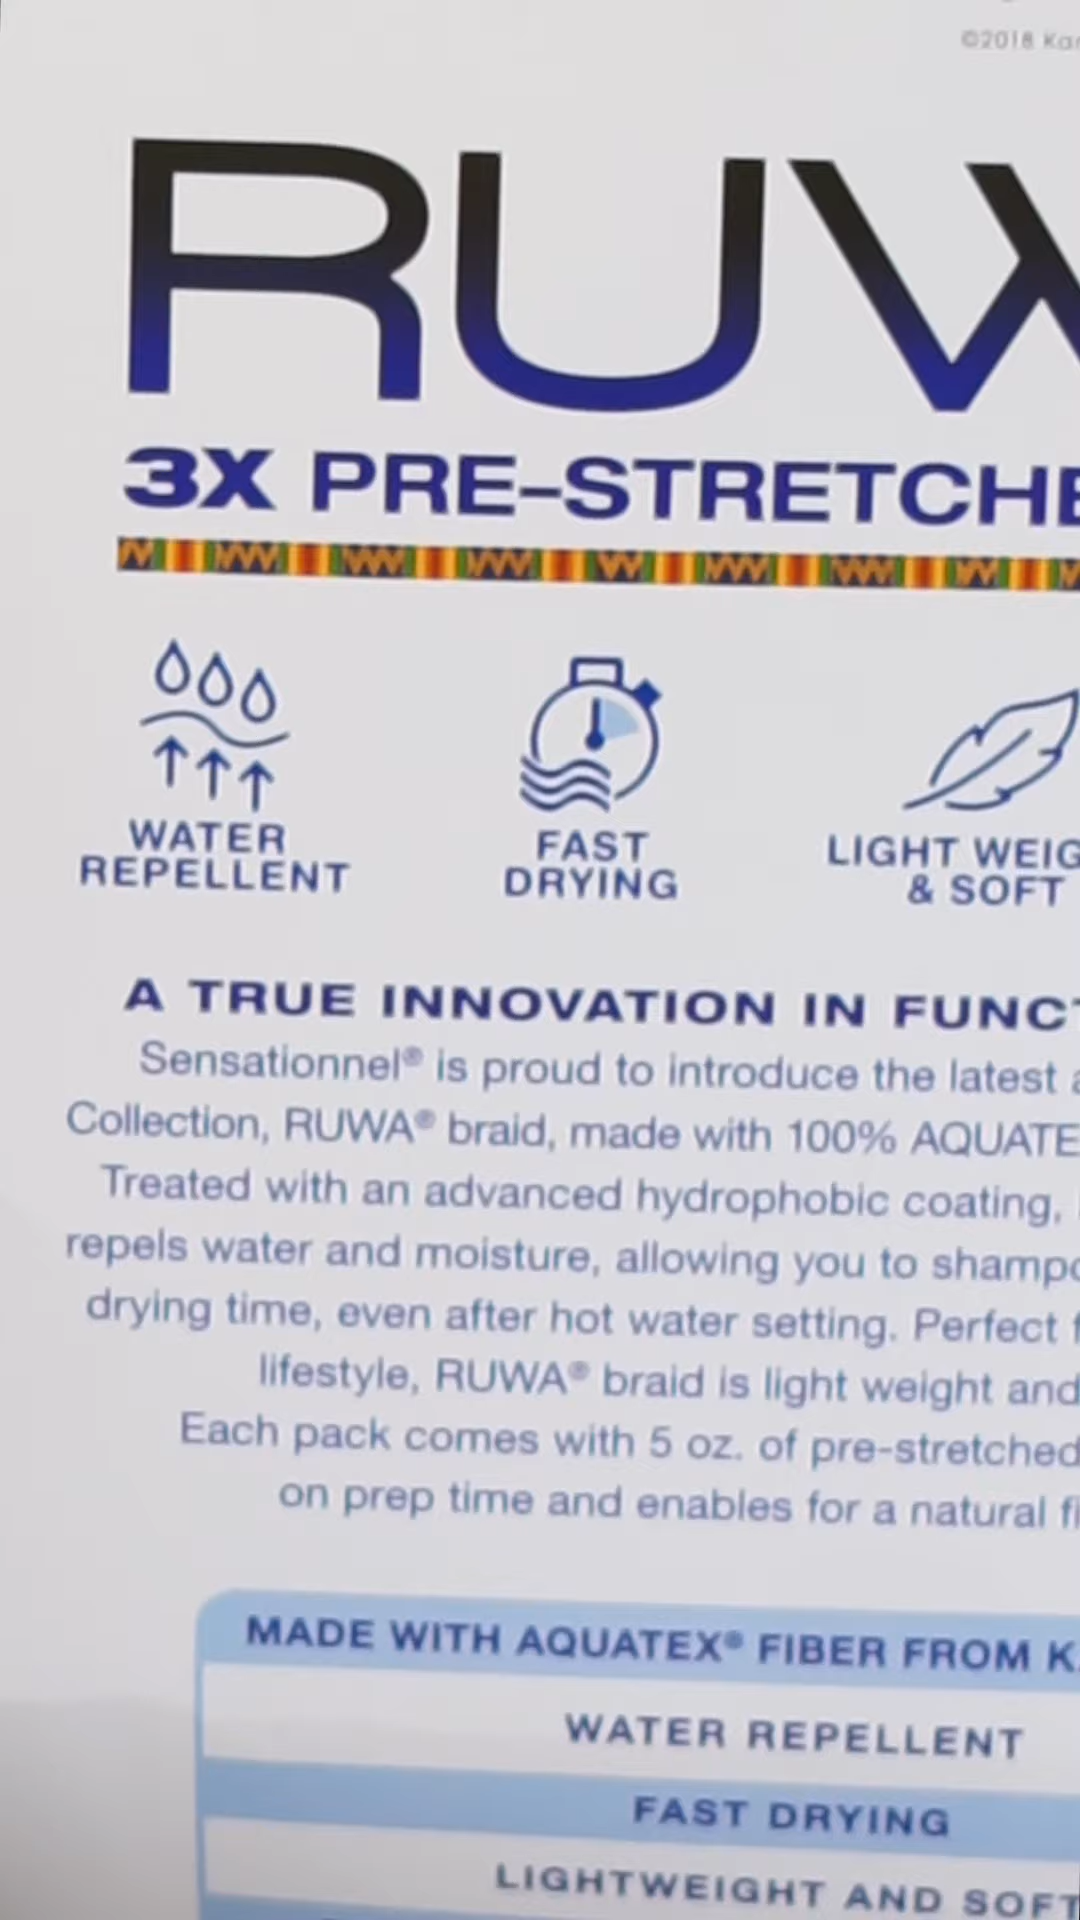 ©2018 Kan
RUW
3X PRE-STRETCHE
WATER
REPELLENT
FAST
DRYING
LIGHT WEIG
& SOFT
A TRUE INNOVATION IN FUNCT
Sensationnel® is proud to introduce the latest a
Collection, RUWA® braid, made with 100% AQUATE
Treated with an advanced hydrophobic coating,
repels water and moisture, allowing you to shampo
drying time, even after hot water setting. Perfect f
lifestyle, RUWA® braid is light weight and
Each pack comes with 5 oz. of pre-stretched
on prep time and enables for a natural fi
MADE WITH AQUATEX® FIBER FROM KA
WATER REPELLENT
FAST DRYING
LIGHTWEIGHT AND SOFT